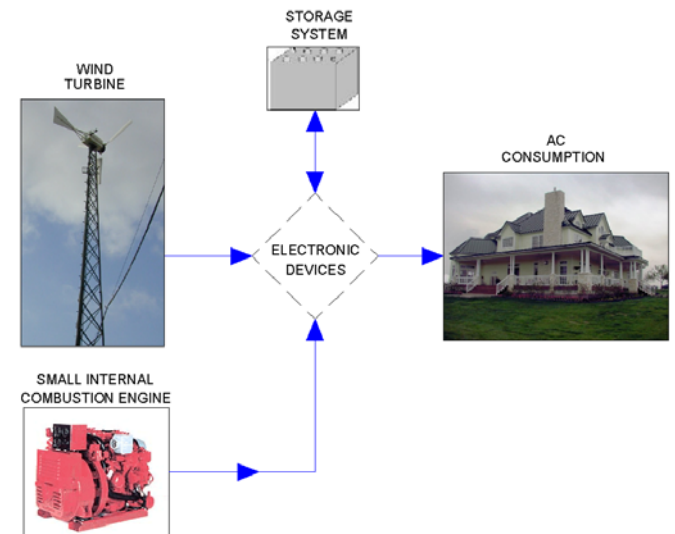 STORAGE
SYSTEM
WIND
TURBINE
AC
CONSUMPTION
ELECTRONIC
DEVICES
SMALL INTERNAL
COMBUSTION ENGINE